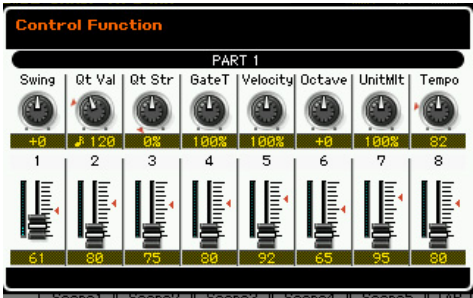 Control Function
PART 1
Swing Qt Val Qt Str GateT Velocity Octave UnitMlt Tempo
+0 ♪ 120 0% 100% 100% +0 100% 82
1 2 3 4 5 6 7 8
61 80 75 80 92 65 95 80